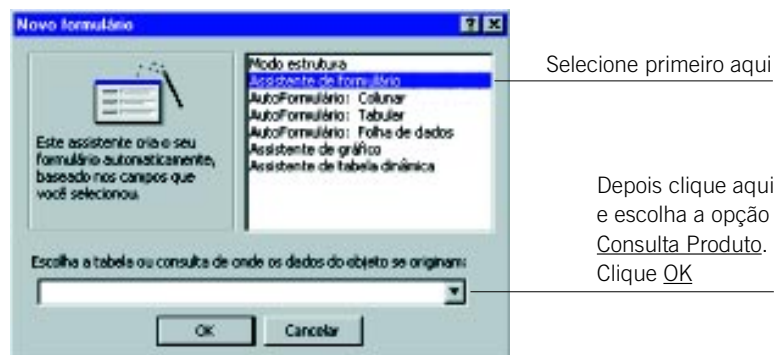 Novo formulário
Modo estrutura
Assistente de formulário
AutoFormulário: Colunar
AutoFormulário: Tabular
AutoFormulário: Folha de dados
Assistente de gráfico
Assistente de tabela dinâmica
Este assistente cria o seu
formulário automaticamente,
baseado nos campos que
você selecionou.
Escolha a tabela ou consulta de onde os dados do objeto se originam:
OK
Cancelar
Selecione primeiro aqui
Depois clique aqui
e escolha a opção
Consulta Produto.
Clique OK